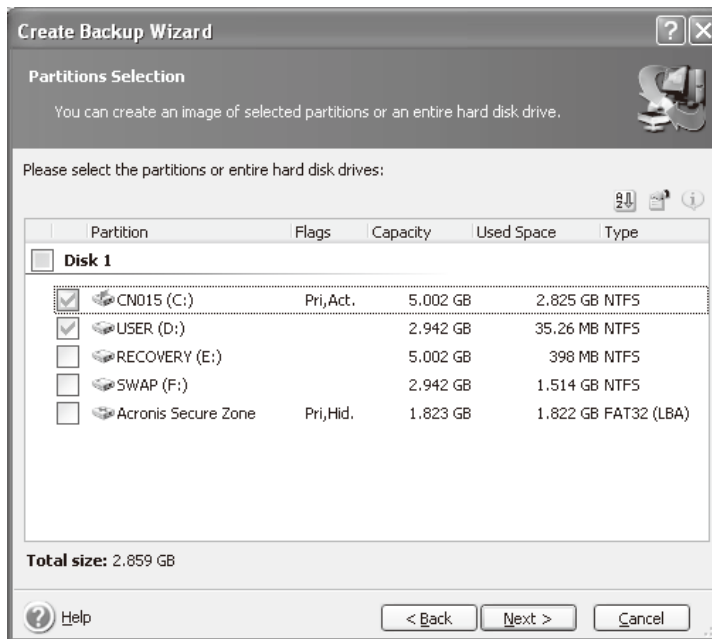 Create Backup Wizard
Partitions Selection
You can create an image of selected partitions or an entire hard disk drive.
Please select the partitions or entire hard disk drives:
Partition Flags Capacity Used Space Type
Disk 1
CN015 (C:) Pri,Act. 5.002 GB 2.825 GB NTFS
USER (D:) 2.942 GB 35.26 MB NTFS
RECOVERY (E:) 5.002 GB 398 MB NTFS
SWAP (F:) 2.942 GB 1.514 GB NTFS
Acronis Secure Zone Pri,Hid. 1.823 GB 1.822 GB FAT32 (LBA)
Total size: 2.859 GB
Help < Back Next > Cancel